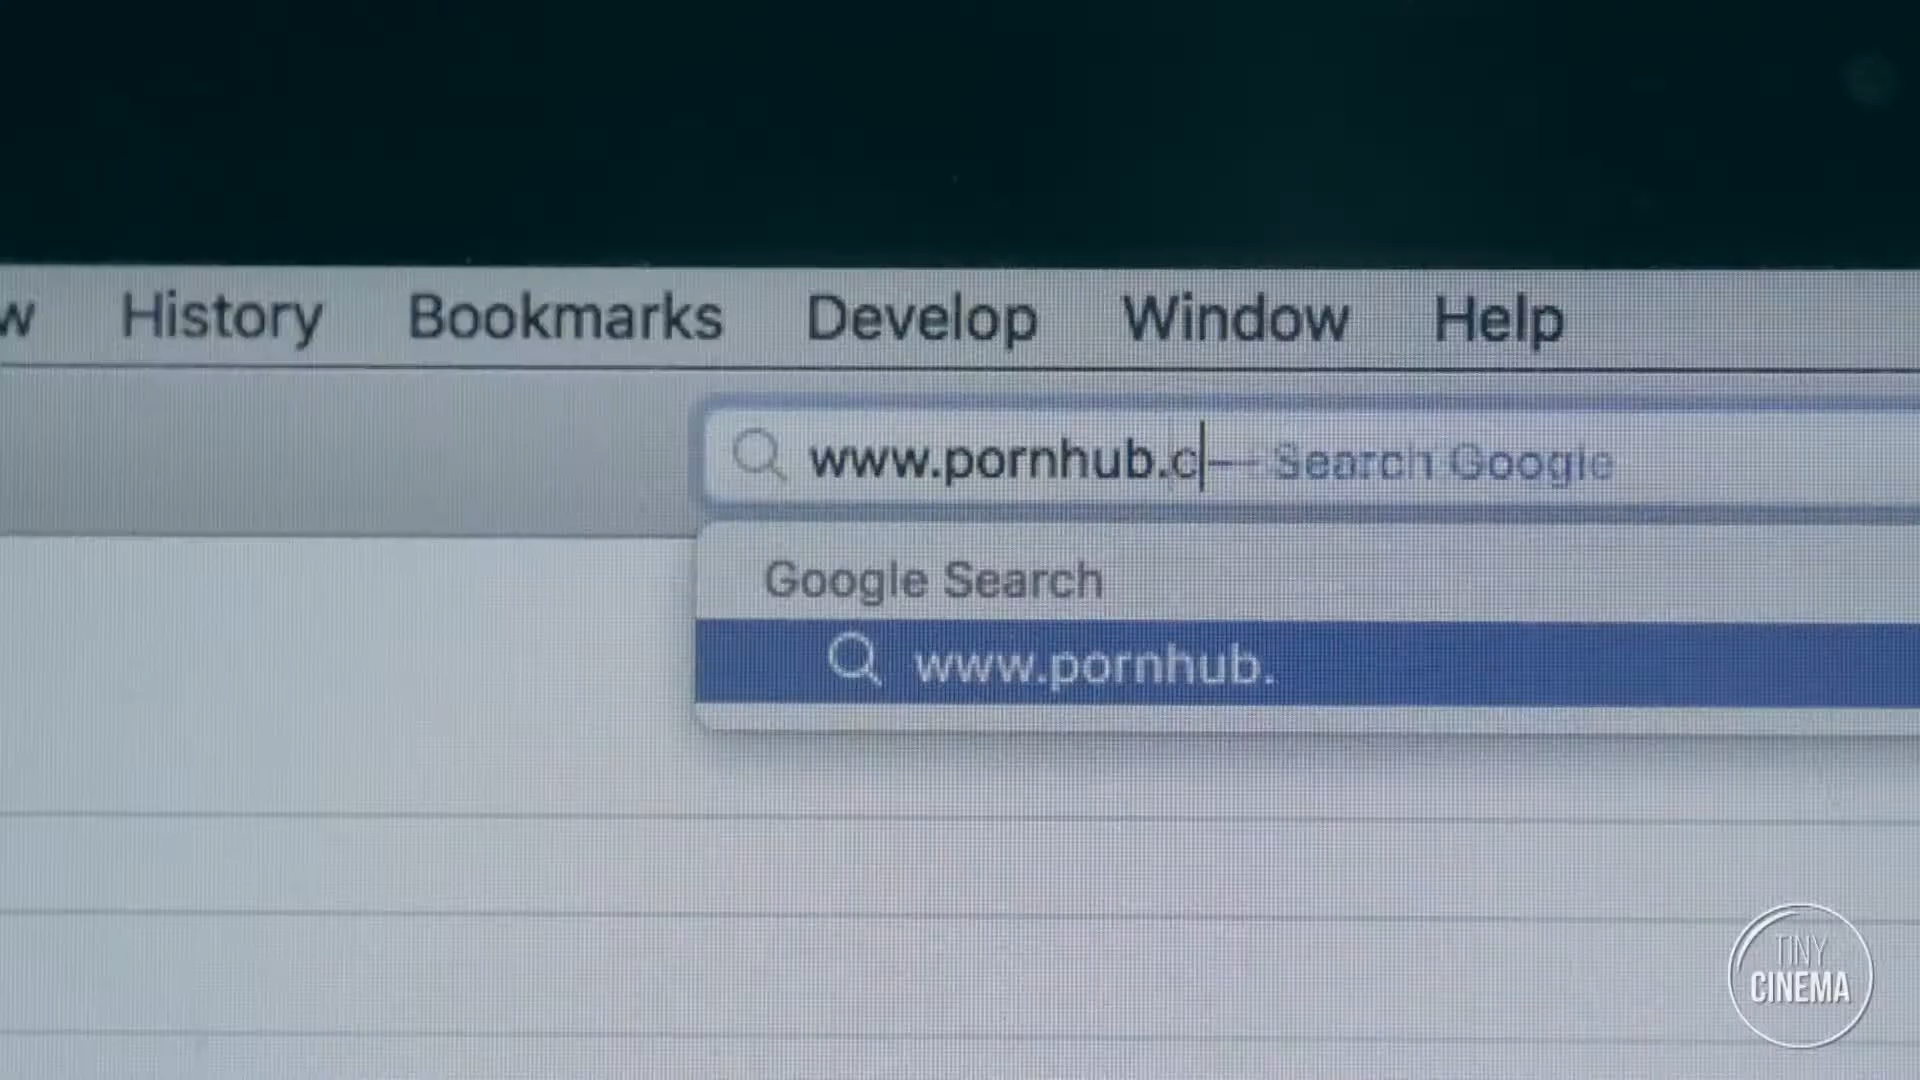 w History Bookmarks Develop Window Help
www.pornhub.c — Search Google
Google Search
www.pornhub.
TINY
CINEMA